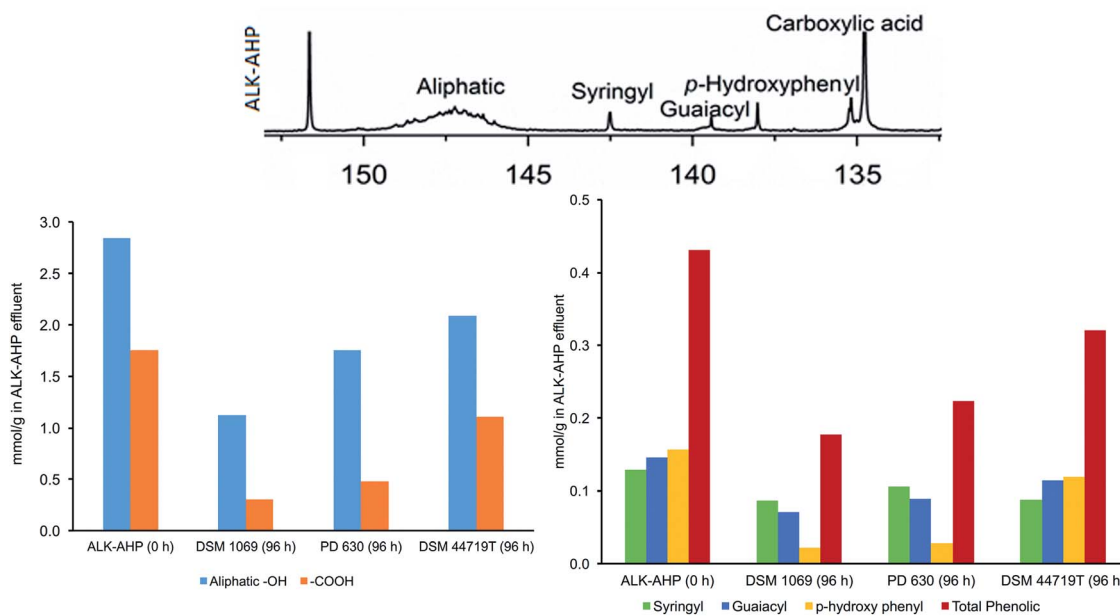 ALK-AHP
Carboxylic acid
Aliphatic
Syringyl
p-Hydroxyphenyl
Guaiacyl
150
145
140
135
mmol/g in ALK-AHP effluent
3.0
2.5
2.0
1.5
1.0
0.5
0.0
ALK-AHP (0 h) DSM 1069 (96 h) PD 630 (96 h) DSM 44719T (96 h)
Aliphatic -OH -COOH
mmol/g in ALK-AHP effluent
0.5
0.4
0.3
0.2
0.1
0.0
ALK-AHP (0 h) DSM 1069 (96 h) PD 630 (96 h) DSM 44719T (96 h)
Syringyl Guaiacyl p-hydroxy phenyl Total Phenolic